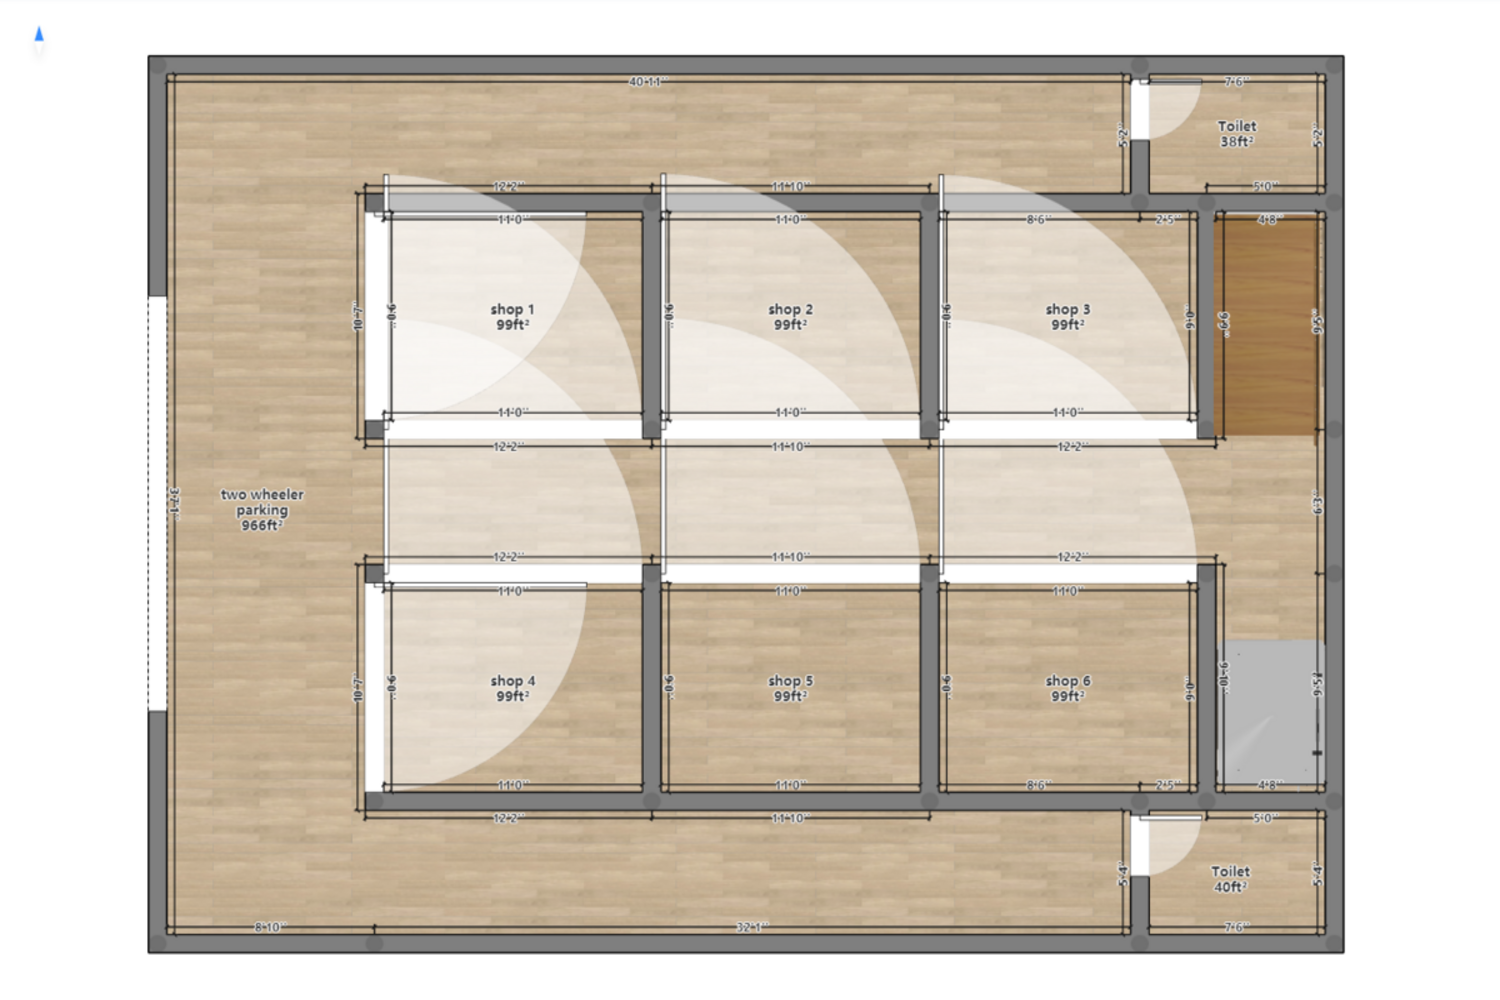 40'11"
7'6"
5'2"
Toilet
38ft²
5'2"
12'2"
11'10"
5'0"
11'0"
11'0"
8'6"
2'5"
4'8"
shop 1
99ft²
shop 2
99ft²
shop 3
99ft²
10'7"
9'0"
9'0"
9'0"
9'0"
9'5"
11'0"
11'0"
11'0"
12'2"
11'10"
12'2"
two wheeler
parking
966ft²
6'3"
12'2"
11'10"
12'2"
11'0"
11'0"
11'0"
shop 4
99ft²
shop 5
99ft²
shop 6
99ft²
10'7"
9'0"
9'0"
9'0"
9'0"
9'5"
11'0"
11'0"
8'6"
2'5"
4'8"
12'2"
11'10"
5'0"
5'4"
Toilet
40ft²
5'4"
8'10"
32'1"
7'6"